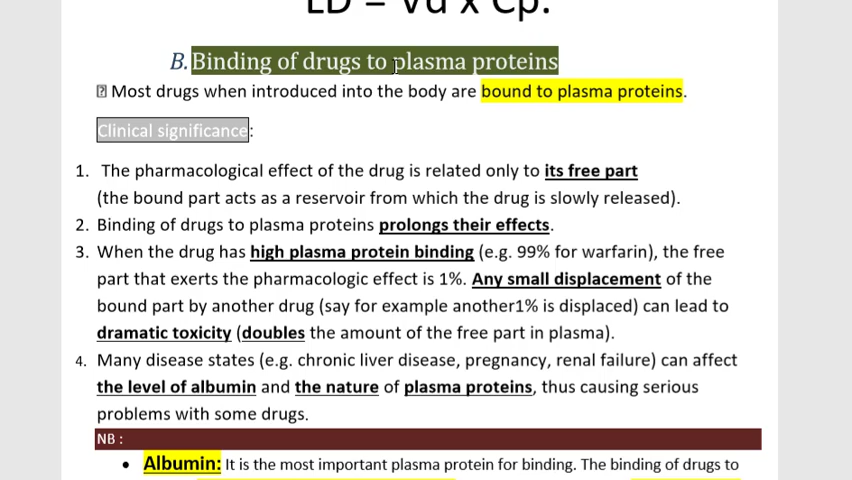 LD = Vd x Cp.
B. Binding of drugs to plasma proteins
Most drugs when introduced into the body are bound to plasma proteins.
Clinical significance:
1. The pharmacological effect of the drug is related only to its free part
(the bound part acts as a reservoir from which the drug is slowly released).
2. Binding of drugs to plasma proteins prolongs their effects.
3. When the drug has high plasma protein binding (e.g. 99% for warfarin), the free
part that exerts the pharmacologic effect is 1%. Any small displacement of the
bound part by another drug (say for example another1% is displaced) can lead to
dramatic toxicity (doubles the amount of the free part in plasma).
4. Many disease states (e.g. chronic liver disease, pregnancy, renal failure) can affect
the level of albumin and the nature of plasma proteins, thus causing serious
problems with some drugs.
NB :
• Albumin: It is the most important plasma protein for binding. The binding of drugs to